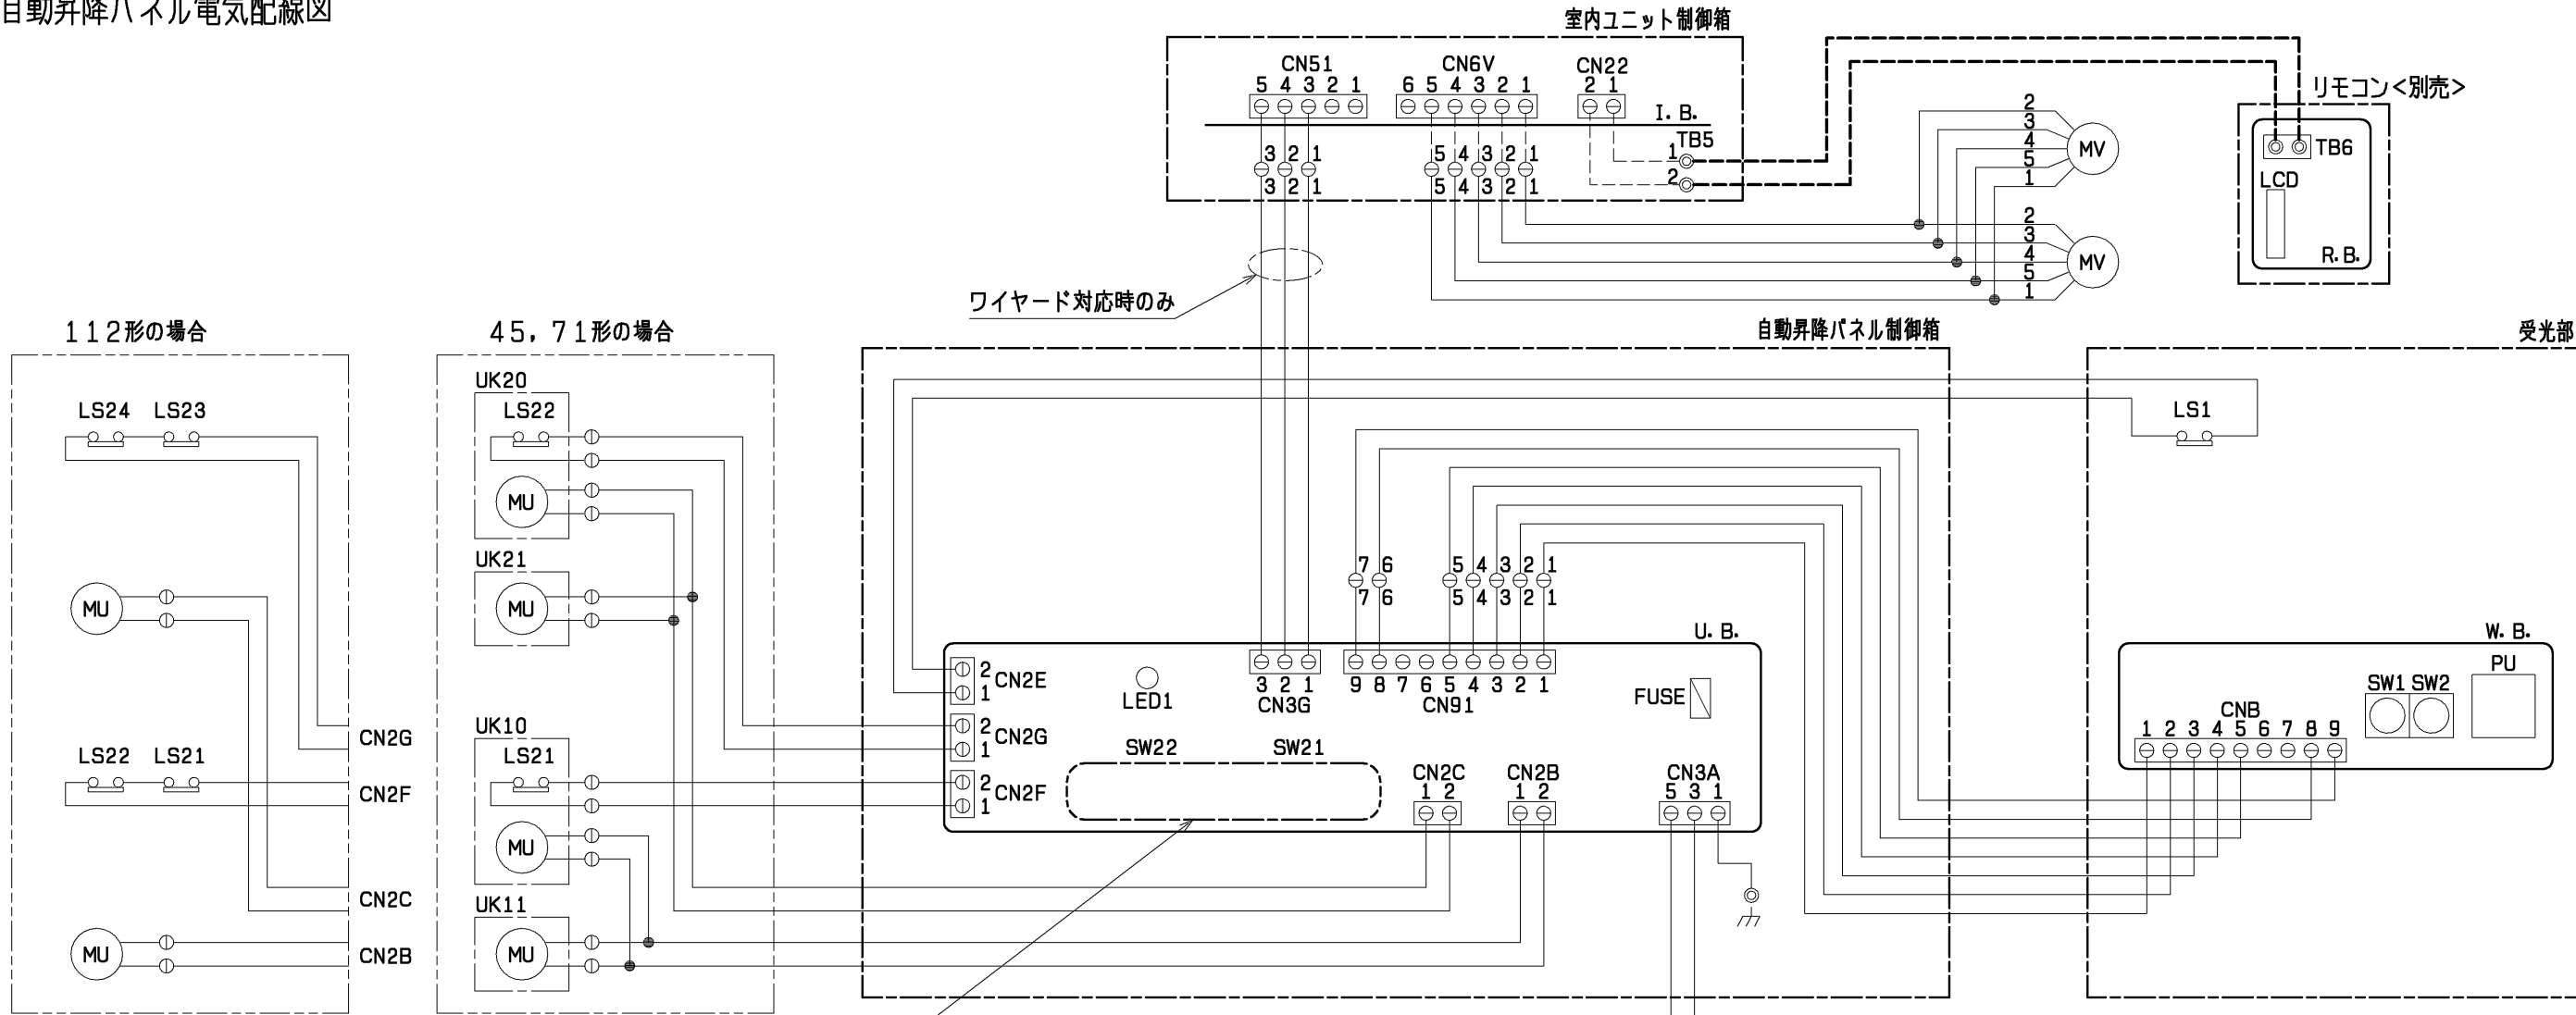 自動昇降パネル電気配線図
室内ユニット制御箱
CN51
5 4 3 2 1
CN6V
6 5 4 3 2 1
CN22
2 1
I.B.
TB5
1
2
3 2 1
3 2 1
5 4 3 2 1
5 4 3 2 1
2
3
4
5
1
MV
2
3
4
5
1
MV
リモコン<別売>
TB6
LCD
R.B.
ワイヤード対応時のみ
112形の場合
LS24 LS23
MU
LS22 LS21
MU
CN2G
CN2F
CN2C
CN2B
45,71形の場合
UK20
LS22
MU
UK21
MU
UK10
LS21
MU
UK11
MU
自動昇降パネル制御箱
7 6 5 4 3 2 1
7 6 5 4 3 2 1
U.B.
2
1
CN2E
2
1
CN2G
2
1
CN2F
LED1
3 2 1
CN3G
9 8 7 6 5 4 3 2 1
CN91
FUSE
SW22 SW21
CN2C
1 2
CN2B
1 2
CN3A
5 3 1
受光部
LS1
W.B.
PU
SW1 SW2
CNB
1 2 3 4 5 6 7 8 9